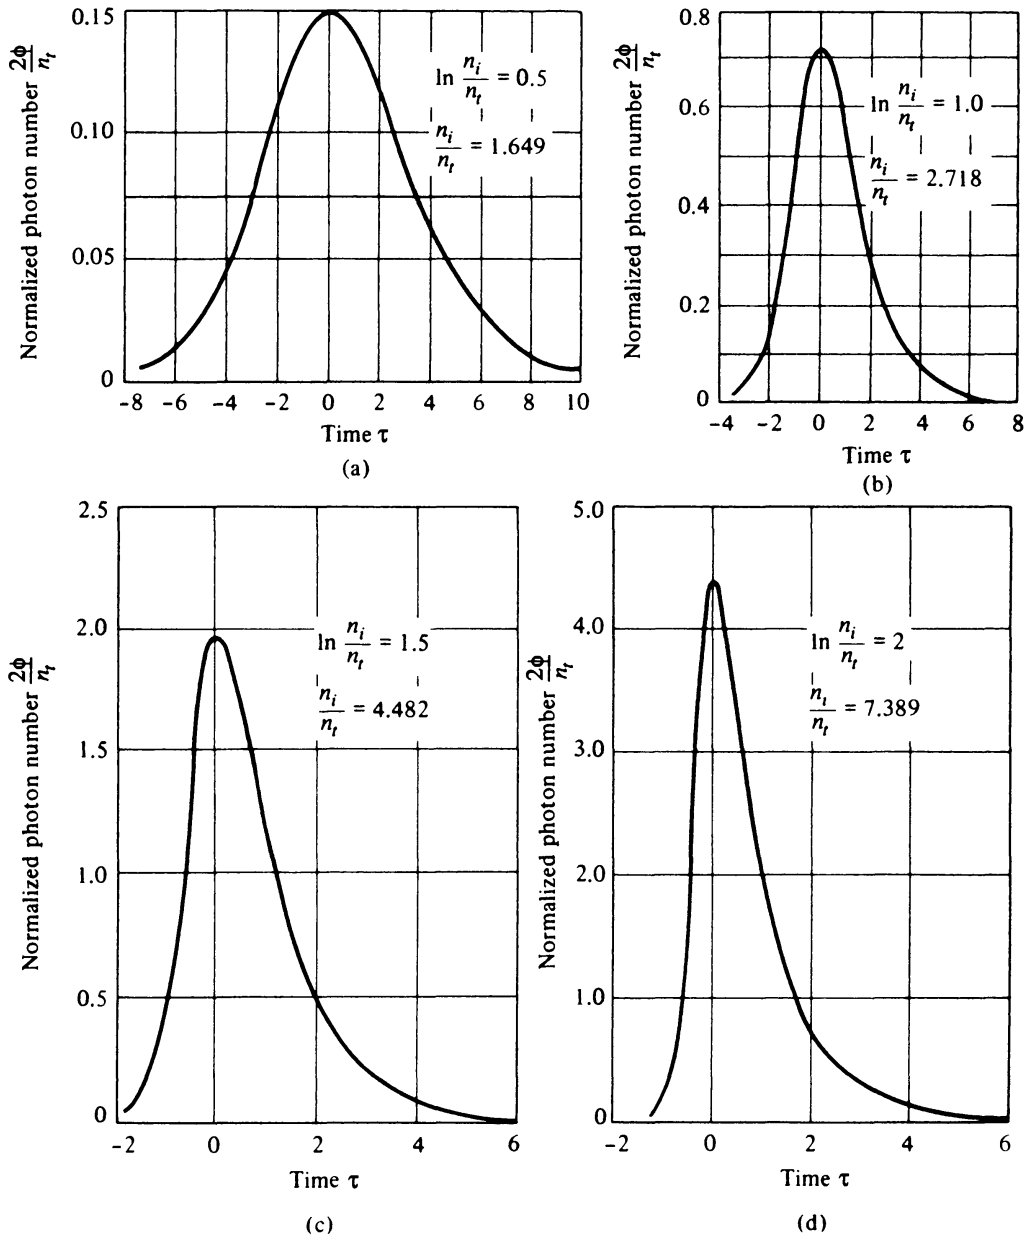 Normalized photon number 2ϕ/n_t
0.15
0.10
0.05
0
ln n_i/n_t = 0.5
n_i/n_t = 1.649
-8 -6 -4 -2 0 2 4 6 8 10
Time τ
(a)
Normalized photon number 2ϕ/n_t
0.8
0.6
0.4
0.2
0
ln n_i/n_t = 1.0
n_i/n_t = 2.718
-4 -2 0 2 4 6 8
Time τ
(b)
Normalized photon number 2ϕ/n_t
2.5
2.0
1.5
1.0
0.5
0
ln n_i/n_t = 1.5
n_i/n_t = 4.482
-2 0 2 4 6
Time τ
(c)
Normalized photon number 2ϕ/n_t
5.0
4.0
3.0
2.0
1.0
0
ln n_i/n_t = 2
n_i/n_t = 7.389
-2 0 2 4 6
Time τ
(d)